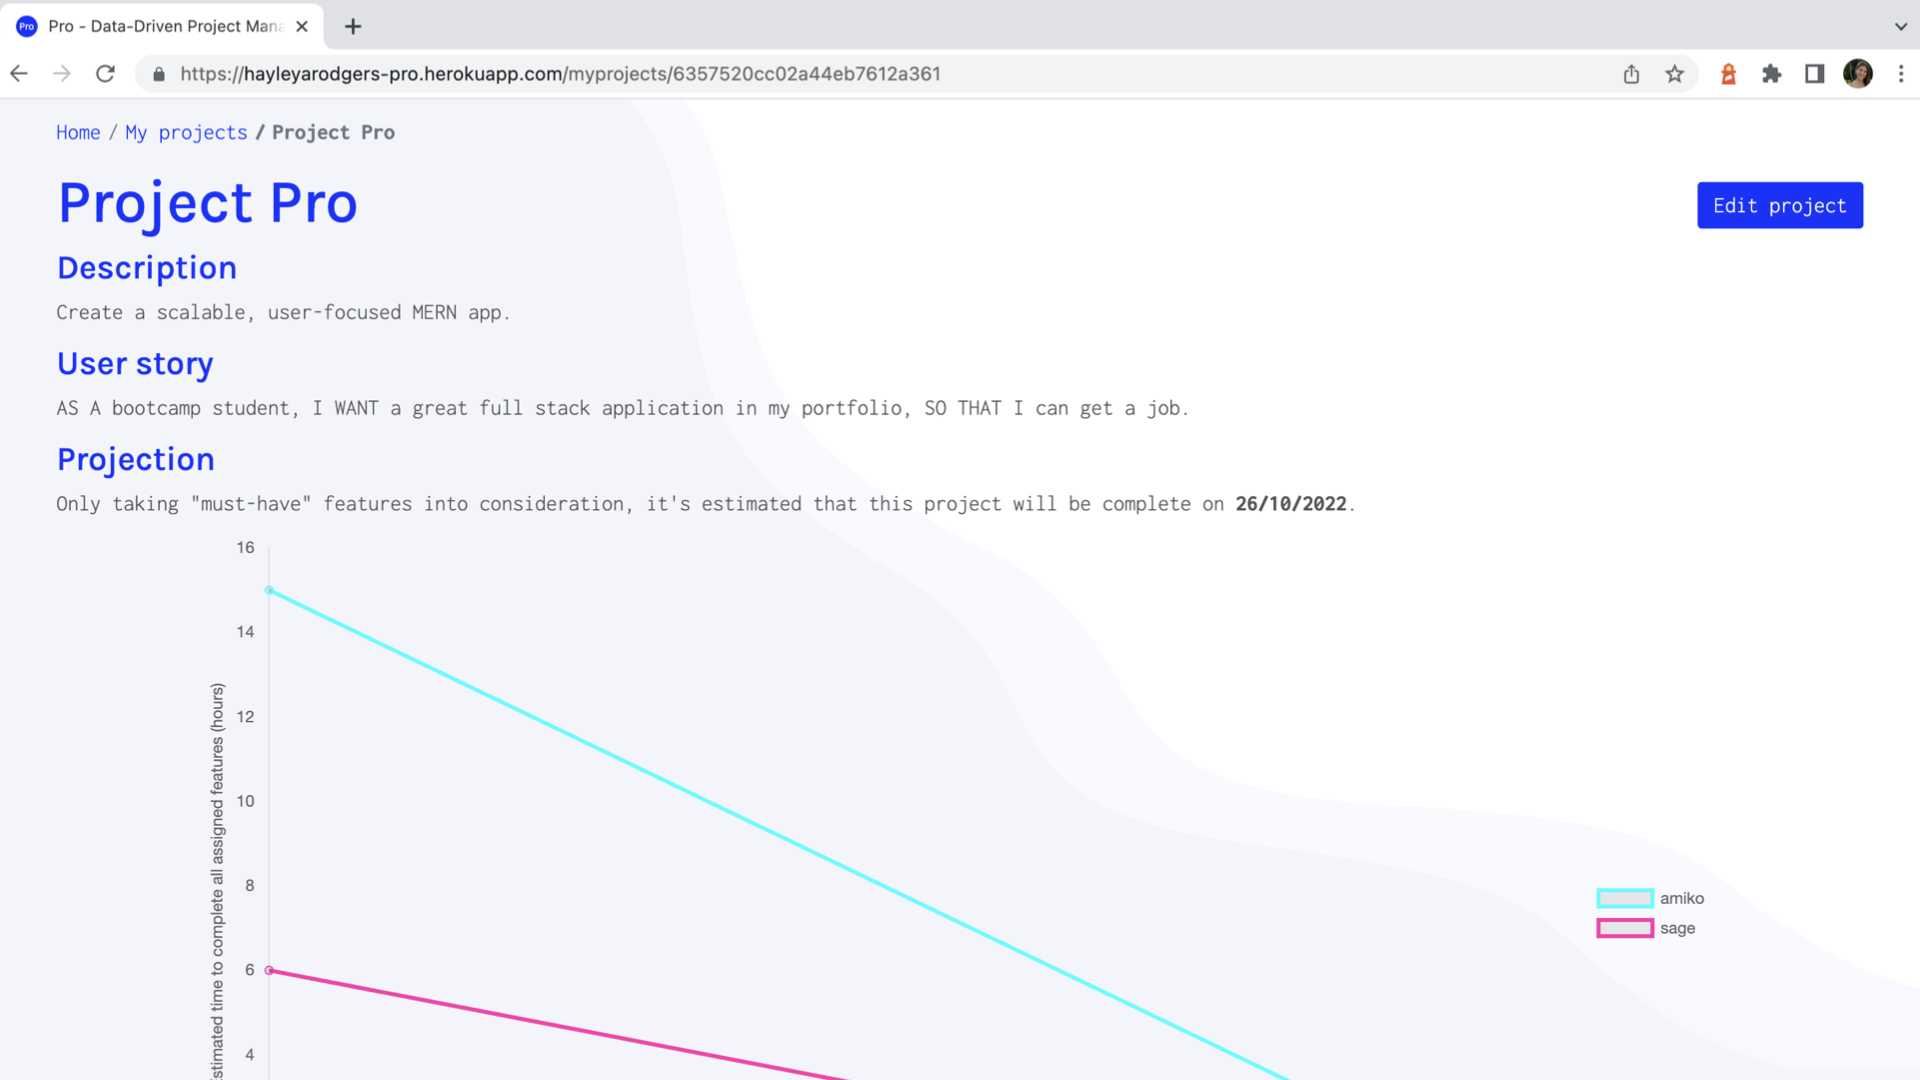 Pro
Pro - Data-Driven Project Mana
https://hayleyarodgers-pro.herokuapp.com/myprojects/6357520cc02a44eb7612a361
Home / My projects / Project Pro
Project Pro
Edit project
Description
Create a scalable, user-focused MERN app.
User story
AS A bootcamp student, I WANT a great full stack application in my portfolio, SO THAT I can get a job.
Projection
Only taking "must-have" features into consideration, it's estimated that this project will be complete on 26/10/2022.
16
14
12
10
8
6
4
stimated time to complete all assigned features (hours)
amiko
sage